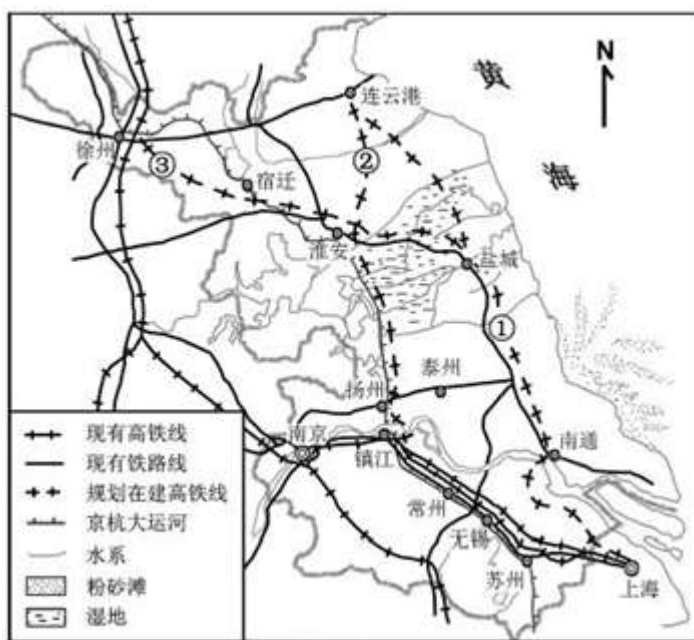 N
黄
海
连云港
徐州
③
②
宿迁
淮安
盐城
①
泰州
扬州
南京
镇江
南通
常州
无锡
苏州
上海
现有高铁线
现有铁路线
规划在建高铁线
京杭大运河
水系
粉砂滩
湿地